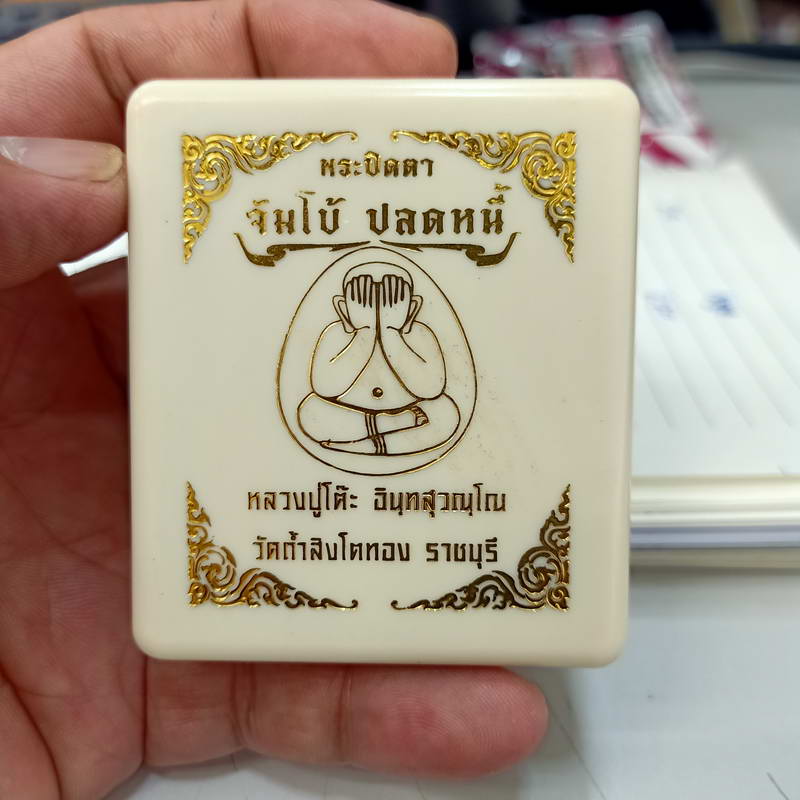 พระปิดตา
จัมโบ้ ปลดหนี้
หลวงปู่โต๊ะ อินฺทสุวณฺโณ
วัดถ้ำสิงโตทอง ราชบุรี